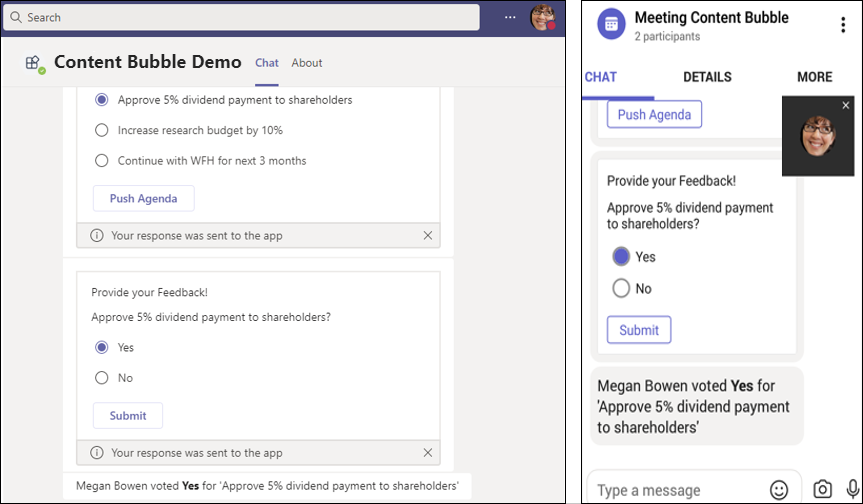 Search
Content Bubble Demo Chat About
Approve 5% dividend payment to shareholders
Increase research budget by 10%
Continue with WFH for next 3 months
Push Agenda
Your response was sent to the app
Provide your Feedback!
Approve 5% dividend payment to shareholders?
Yes
No
Submit
Your response was sent to the app
Megan Bowen voted Yes for 'Approve 5% dividend payment to shareholders'
Meeting Content Bubble
2 participants
CHAT DETAILS MORE
Push Agenda
Provide your Feedback!
Approve 5% dividend payment
to shareholders?
Yes
No
Submit
Megan Bowen voted Yes for
'Approve 5% dividend payment
to shareholders'
Type a message